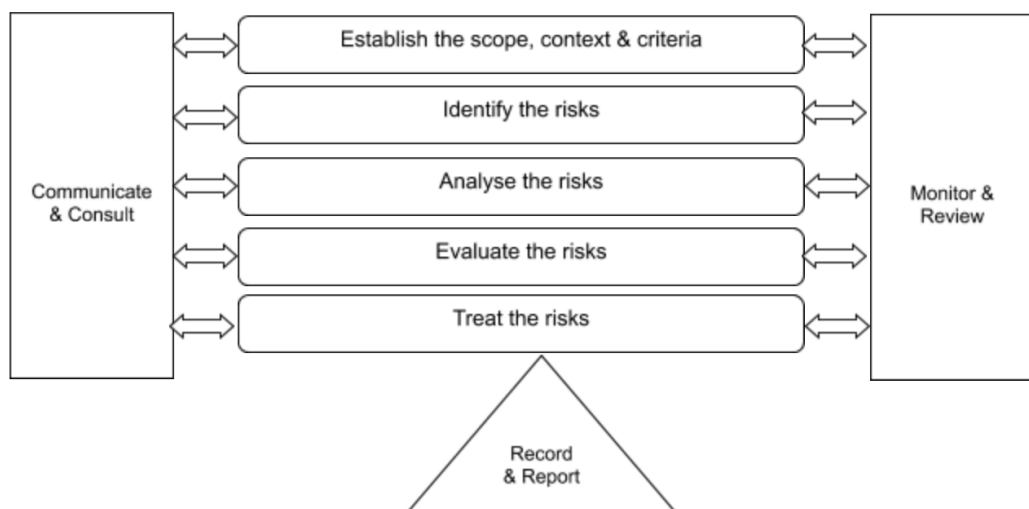 Establish the scope, context & criteria
Identify the risks
Communicate
& Consult
Analyse the risks
Monitor &
Review
Evaluate the risks
Treat the risks
Record
& Report